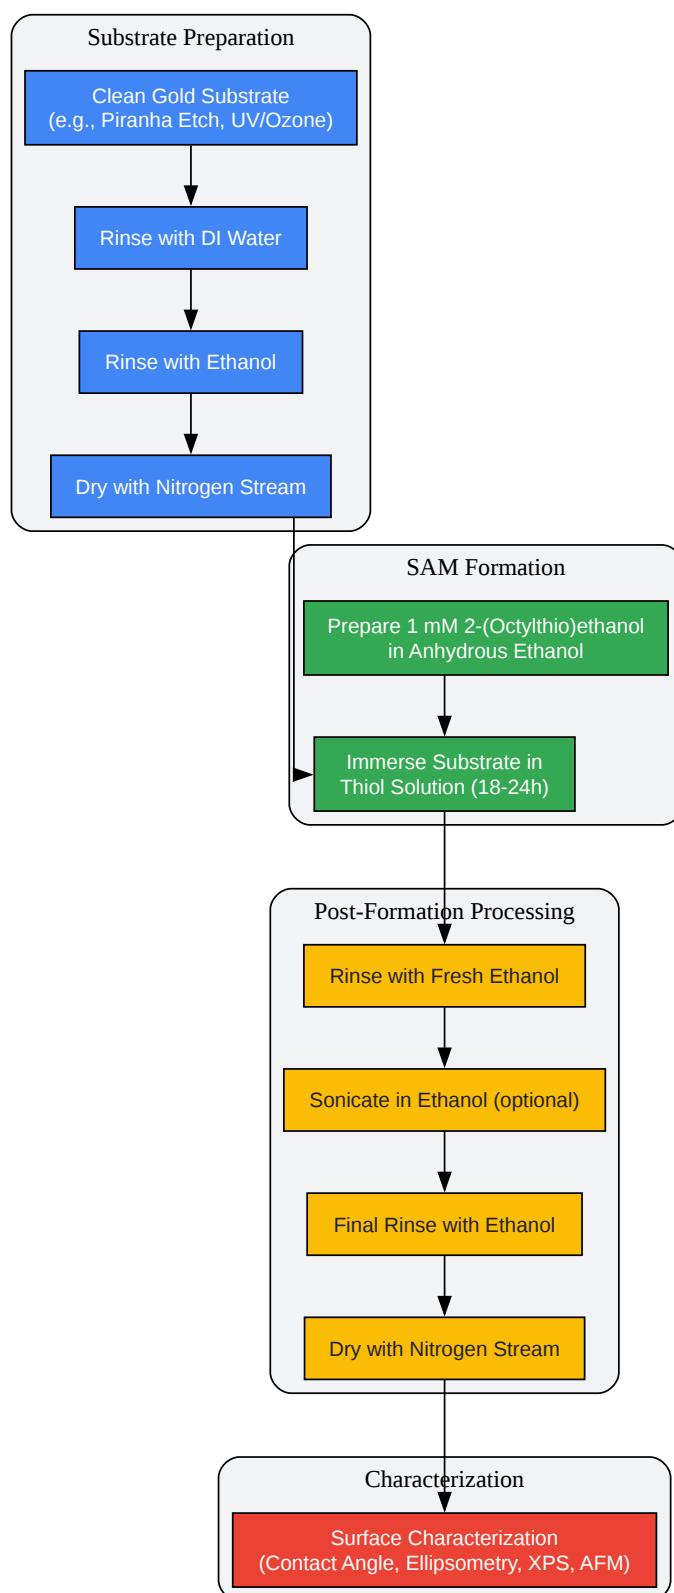 Substrate Preparation
Clean Gold Substrate
(e.g., Piranha Etch, UV/Ozone)
Rinse with DI Water
Rinse with Ethanol
Dry with Nitrogen Stream
SAM Formation
Prepare 1 mM 2-(Octylthio)ethanol
in Anhydrous Ethanol
Immerse Substrate in
Thiol Solution (18-24h)
Post-Formation Processing
Rinse with Fresh Ethanol
Sonicate in Ethanol (optional)
Final Rinse with Ethanol
Dry with Nitrogen Stream
Characterization
Surface Characterization
(Contact Angle, Ellipsometry, XPS, AFM)